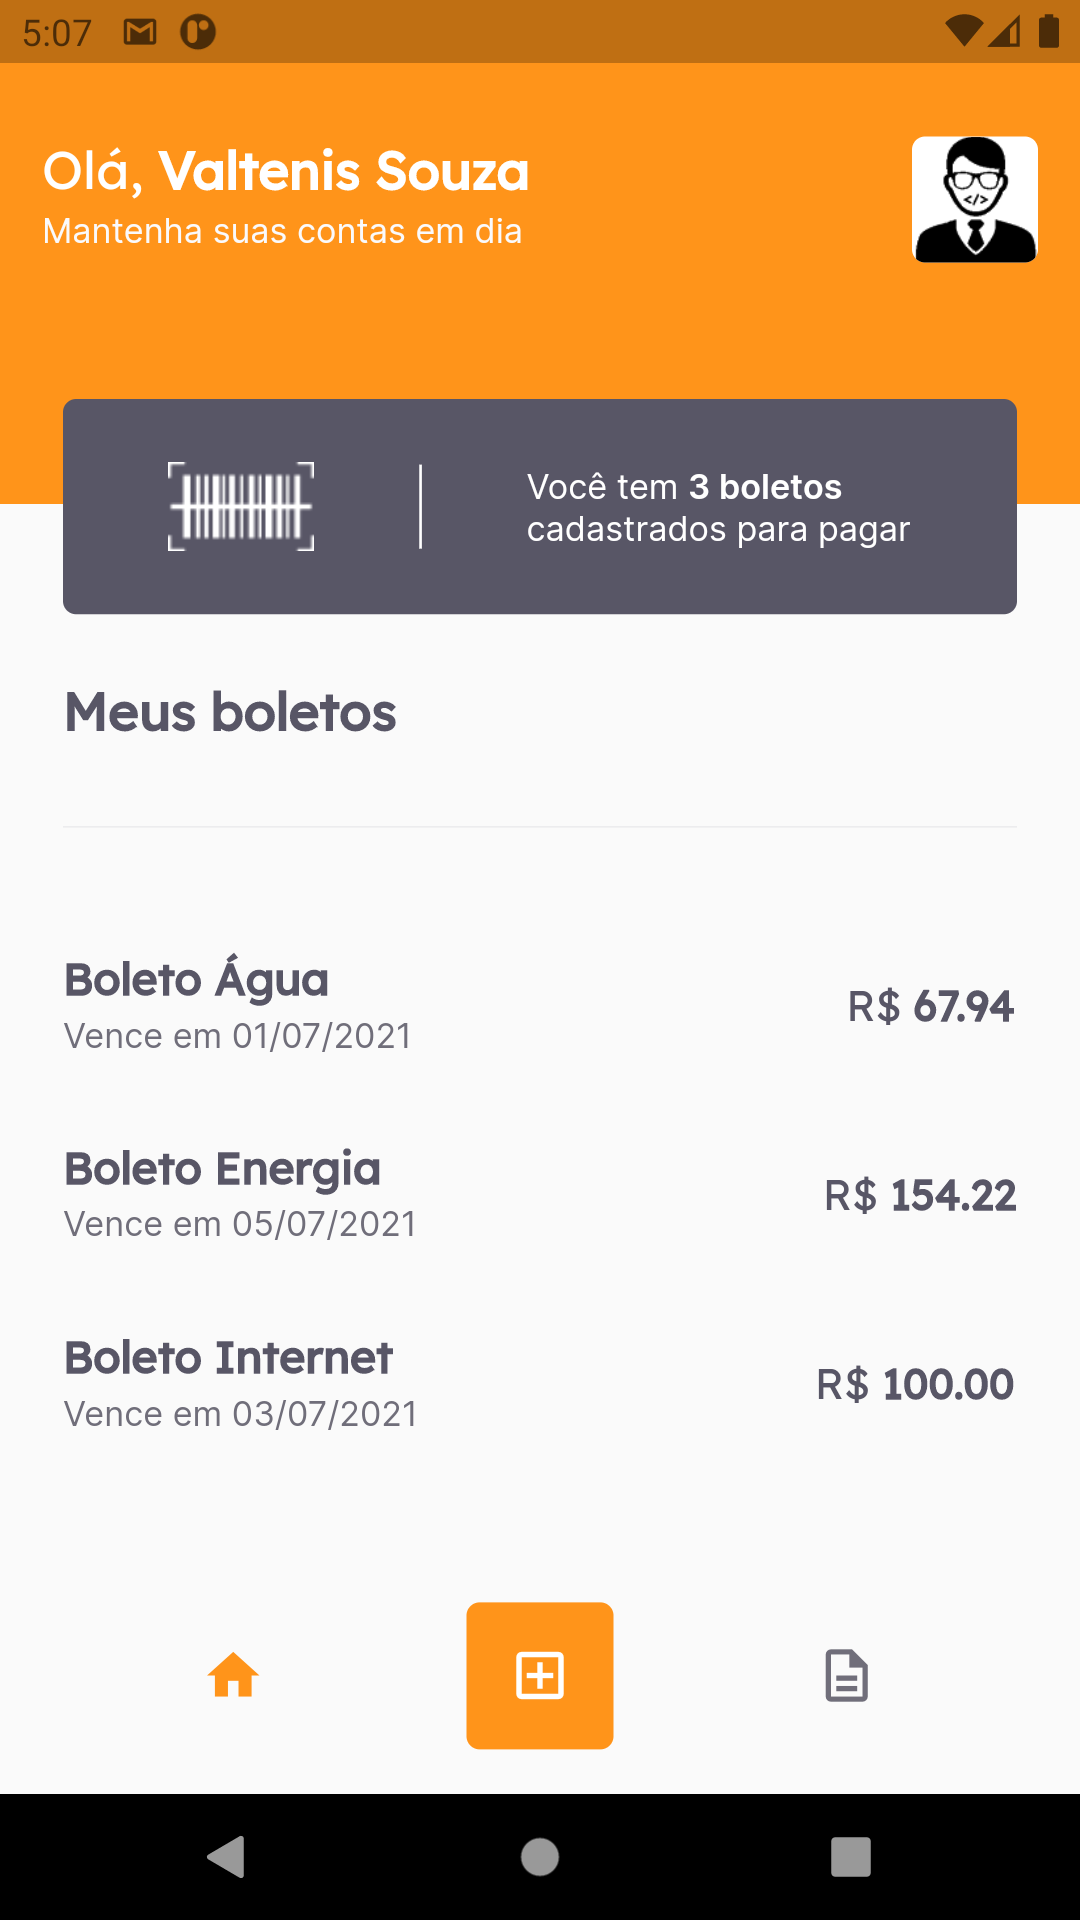 5:07
Olá, Valtenis Souza
Mantenha suas contas em dia
</>
Você tem 3 boletos
cadastrados para pagar
Meus boletos
Boleto Água
R$ 67.94
Vence em 01/07/2021
Boleto Energia
R$ 154.22
Vence em 05/07/2021
Boleto Internet
R$ 100.00
Vence em 03/07/2021